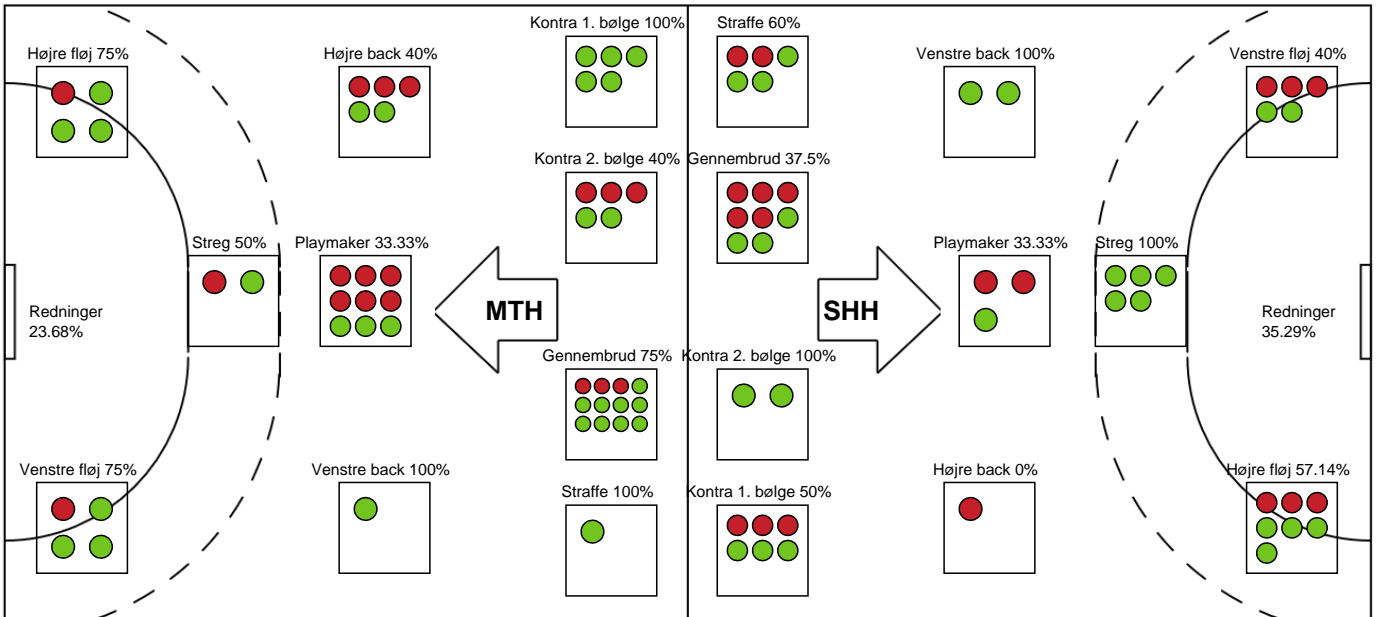 Kontra 1. bølge 100%
Straffe 60%
Højre fløj 75%
Højre back 40%
Venstre back 100%
Venstre fløj 40%
Kontra 2. bølge 40%
Gennembrud 37.5%
Streg 50%
Playmaker 33.33%
Playmaker 33.33%
Streg 100%
Redninger
23.68%
MTH
SHH
Redninger
35.29%
Gennembrud 75%
Kontra 2. bølge 100%
Venstre fløj 75%
Venstre back 100%
Straffe 100%
Kontra 1. bølge 50%
Højre back 0%
Højre fløj 57.14%